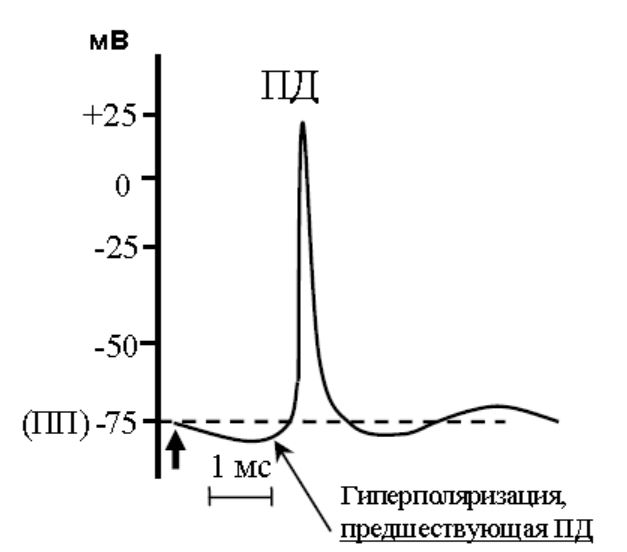 мВ
ПД
+25
0
-25
-50
(ПП) -75
1 мс
Гиперполяризация,
предшествующая ПД